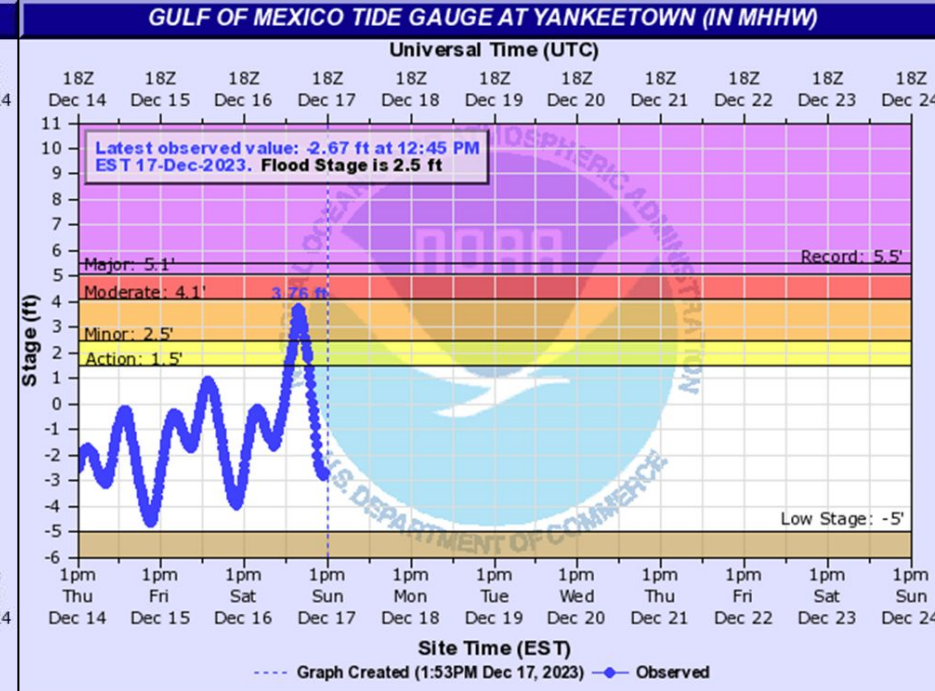 GULF OF MEXICO TIDE GAUGE AT YANKEETOWN (IN MHHW)
Universal Time (UTC)
18Z 18Z 18Z 18Z 18Z 18Z 18Z 18Z 18Z 18Z 18Z
4 Dec 14 Dec 15 Dec 16 Dec 17 Dec 18 Dec 19 Dec 20 Dec 21 Dec 22 Dec 23 Dec 24
Latest observed value: -2.67 ft at 12:45 PM
EST 17-Dec-2023. Flood Stage is 2.5 ft
11
10
9
8
7
6
5
4
3
2
1
0
-1
-2
-3
-4
-5
-6
Stage (ft)
Record: 5.5'
Major: 5.1'
Moderate: 4.1'
3.76 ft
Minor: 2.5'
Action: 1.5'
Low Stage: -5'
NOAA
ATMOSPHERIC ADMINISTRATION
U.S. DEPARTMENT OF COMMERCE
1pm 1pm 1pm 1pm 1pm 1pm 1pm 1pm 1pm 1pm 1pm
Thu Fri Sat Sun Mon Tue Wed Thu Fri Sat Sun
4 Dec 14 Dec 15 Dec 16 Dec 17 Dec 18 Dec 19 Dec 20 Dec 21 Dec 22 Dec 23 Dec 24
Site Time (EST)
Graph Created (1:53PM Dec 17, 2023) Observed